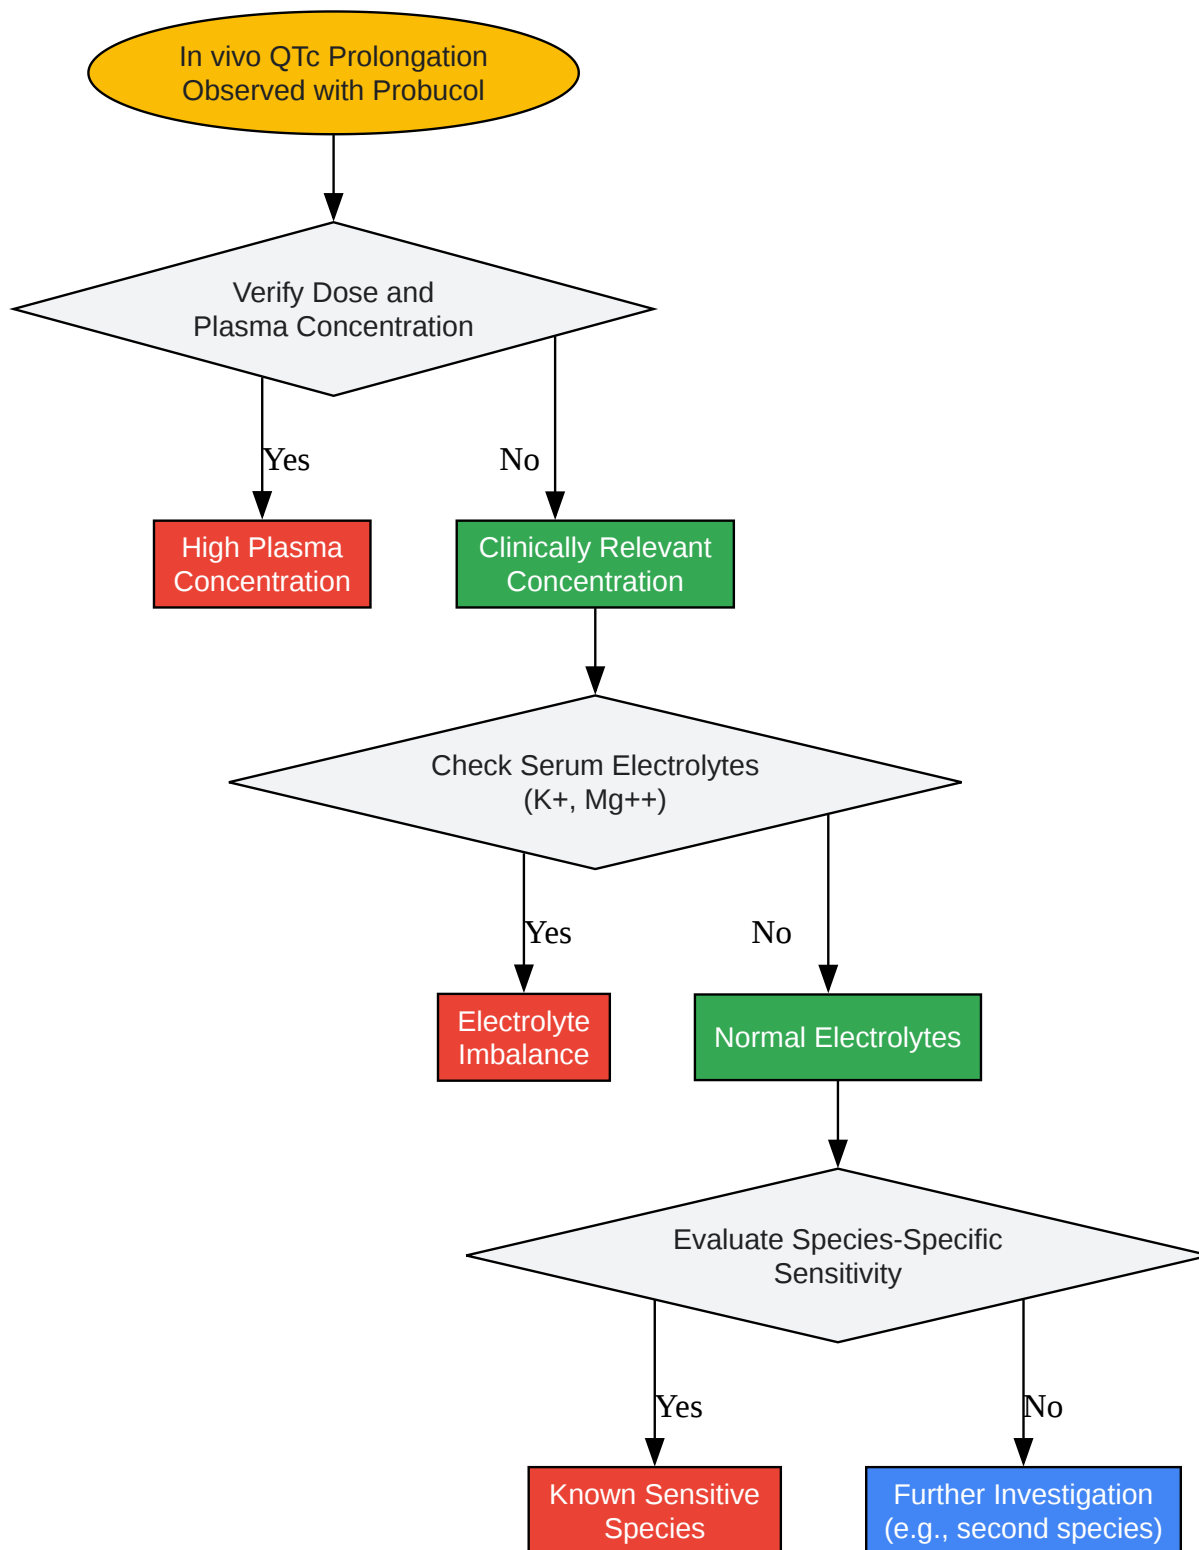 In vivo QTc Prolongation
Observed with Probucol
Verify Dose and
Plasma Concentration
Yes
No
High Plasma
Concentration
Clinically Relevant
Concentration
Check Serum Electrolytes
(K+, Mg++)
Yes
No
Electrolyte
Imbalance
Normal Electrolytes
Evaluate Species-Specific
Sensitivity
Yes
No
Known Sensitive
Species
Further Investigation
(e.g., second species)